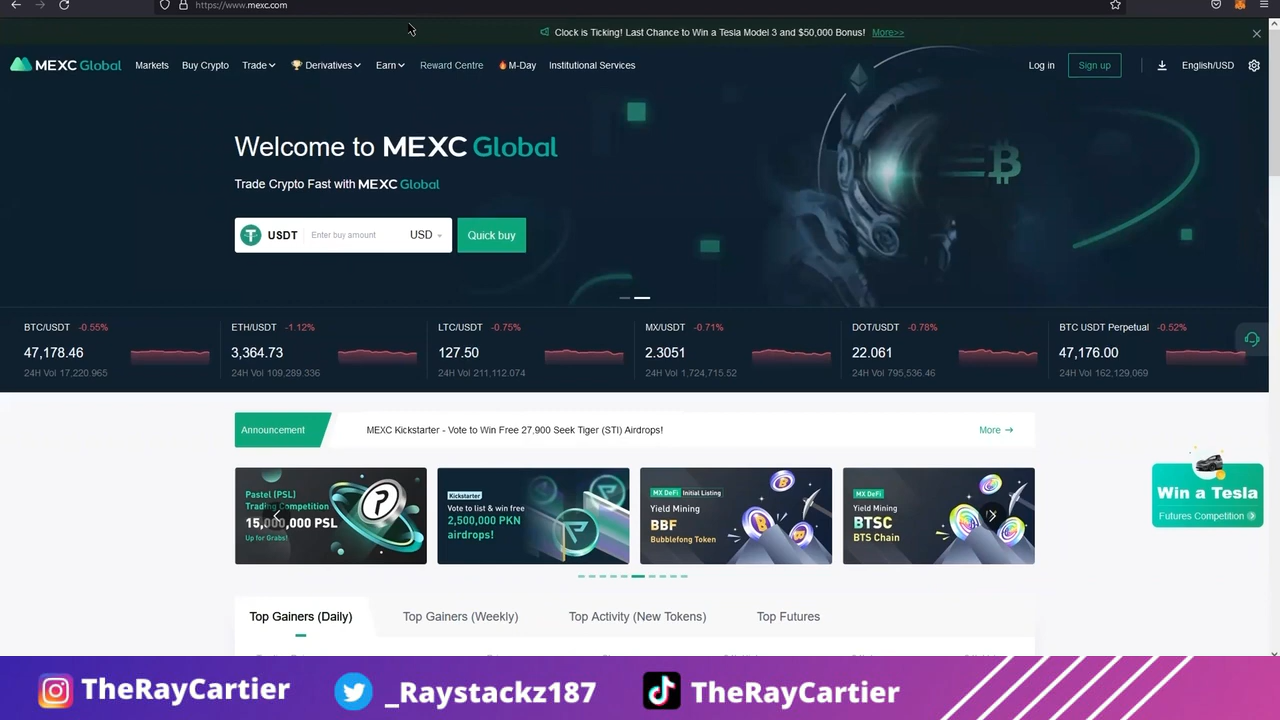 https://www.mexc.com
Clock is Ticking! Last Chance to Win a Tesla Model 3 and $50,000 Bonus! More>>
MEXC Global Markets Buy Crypto Trade Derivatives Earn Reward Centre M-Day Institutional Services Log in Sign up English/USD
Welcome to MEXC Global
Trade Crypto Fast with MEXC Global
USDT Enter buy amount USD Quick buy
BTC/USDT -0.55% ETH/USDT -1.12% LTC/USDT -0.75% MX/USDT -0.71% DOT/USDT -0.78% BTC USDT Perpetual -0.52%
47,178.46 3,364.73 127.50 2.3051 22.061 47,176.00
24H Vol 17,220.965 24H Vol 109,289.336 24H Vol 211,112.074 24H Vol 1,724,715.52 24H Vol 795,536.46 24H Vol 162,129,069
Announcement MEXC Kickstarter - Vote to Win Free 27,900 Seek Tiger (STI) Airdrops! More
Pastel (PSL)
Trading Competition
15,000,000 PSL
Up for Grabs!
Kickstarter
Vote to list & win free
2,500,000 PKN
airdrops!
MX DeFi Initial Listing
Yield Mining
BBF
Bubblefong Token
MX DeFi
Yield Mining
BTSC
BTS Chain
Win a Tesla
Futures Competition
Top Gainers (Daily) Top Gainers (Weekly) Top Activity (New Tokens) Top Futures
TheRayCartier _Raystackz187 TheRayCartier